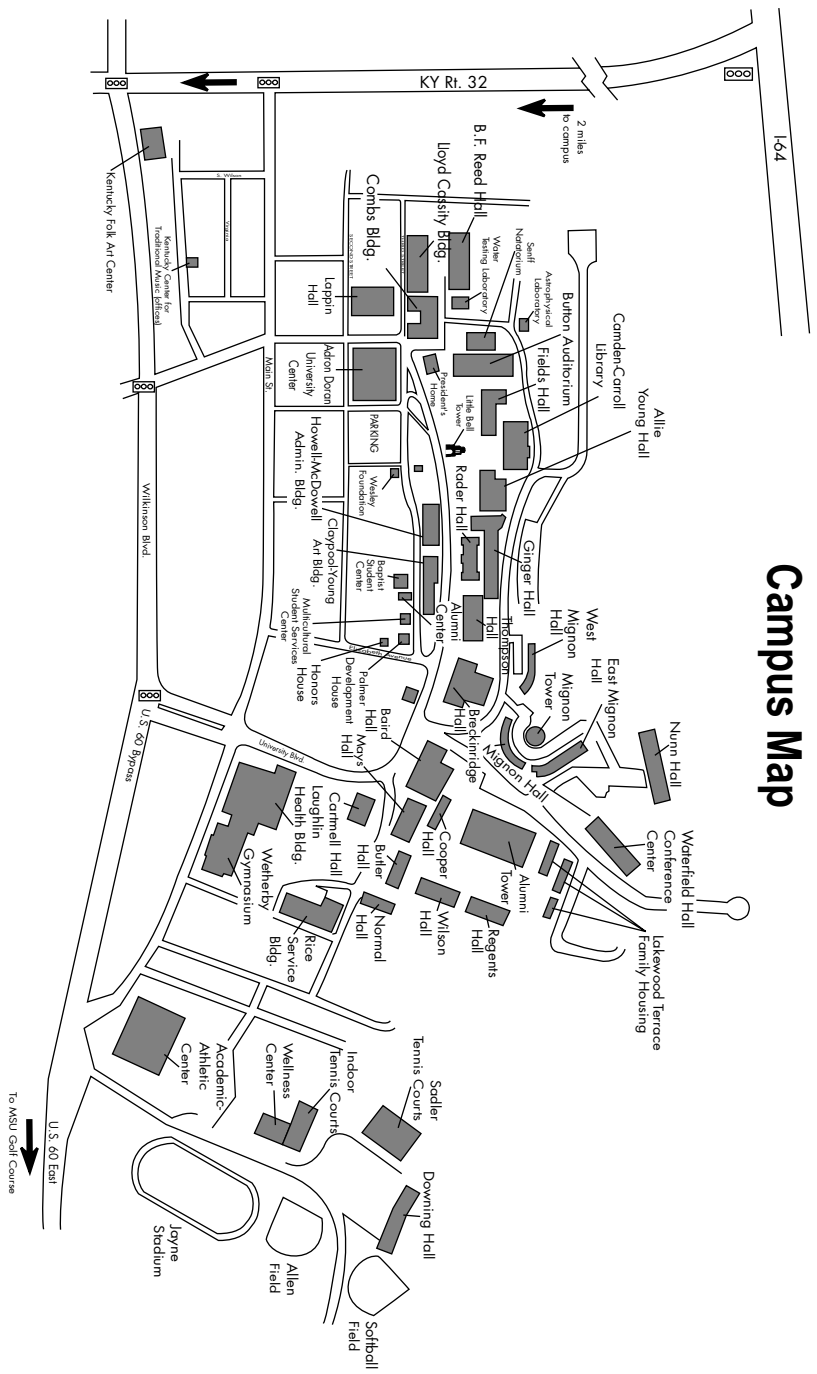 Campus Map
I-64
KY Rt. 32
2 miles
to campus
B.F. Reed Hall
Lloyd Cassity Bldg.
Combs Bldg.
Water
Testing Laboratory
Senff
Natatorium
Astrophysical
Laboratory
Button Auditorium
Fields Hall
Camden-Carroll
Library
Allie
Young Hall
Kentucky Folk Art Center
Kentucky Center for
Traditional Music (offices)
S. Wilson
Virginia
SECOND STREET
Lappin
Hall
Adron Doran
University
Center
President's
Home
Little Bell
Tower
Rader Hall
Ginger Hall
Main St.
PARKING
Wesley
Foundation
Howell-McDowell
Admin. Bldg.
Claypool-Young
Art Bldg.
Baptist
Student
Center
Alumni
Center
Thompson
Hall
West
Mignon
Hall
Mignon
Tower
East Mignon
Hall
Nunn Hall
Mignon Hall
Multicultural
Student Services
Center
Honors
House
Palmer
Development
House
Elizabeth Avenue
Breckinridge
Hall
Baird
Hall
Mays
Hall
Wilkinson Blvd.
U.S. 60 Bypass
University Blvd.
Laughlin
Health Bldg.
Wetherby
Gymnasium
Cartmell Hall
Butler
Hall
Cooper
Hall
Alumni
Tower
Waterfield Hall
Conference
Center
Lakewood Terrace
Family Housing
Regents
Hall
Wilson
Hall
Normal
Hall
Rice
Service
Bldg.
Academic-
Athletic
Center
Wellness
Center
Indoor
Tennis Courts
Sadler
Tennis Courts
Downing Hall
Jayne
Stadium
Allen
Field
Softball
Field
U.S. 60 East
To MSU Golf Course